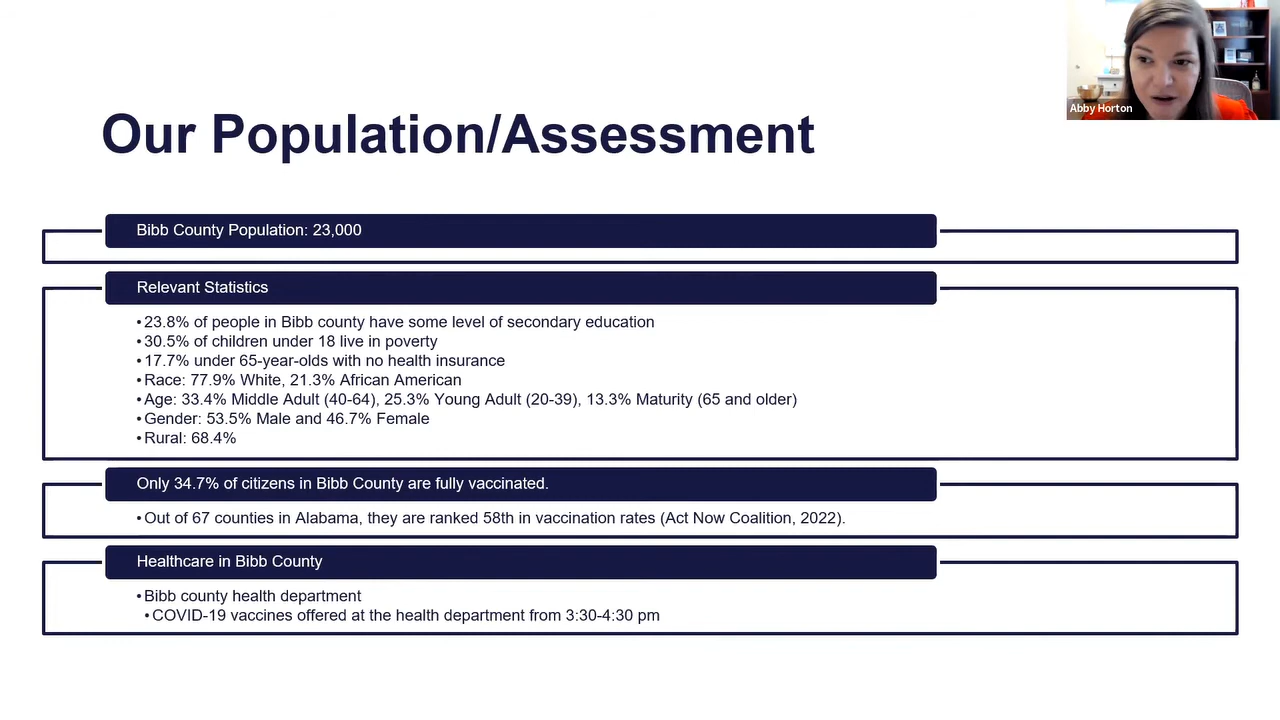 Abby Horton
Our Population/Assessment
Bibb County Population: 23,000
Relevant Statistics
•23.8% of people in Bibb county have some level of secondary education
•30.5% of children under 18 live in poverty
•17.7% under 65-year-olds with no health insurance
•Race: 77.9% White, 21.3% African American
•Age: 33.4% Middle Adult (40-64), 25.3% Young Adult (20-39), 13.3% Maturity (65 and older)
•Gender: 53.5% Male and 46.7% Female
•Rural: 68.4%
Only 34.7% of citizens in Bibb County are fully vaccinated.
•Out of 67 counties in Alabama, they are ranked 58th in vaccination rates (Act Now Coalition, 2022).
Healthcare in Bibb County
•Bibb county health department
•COVID-19 vaccines offered at the health department from 3:30-4:30 pm